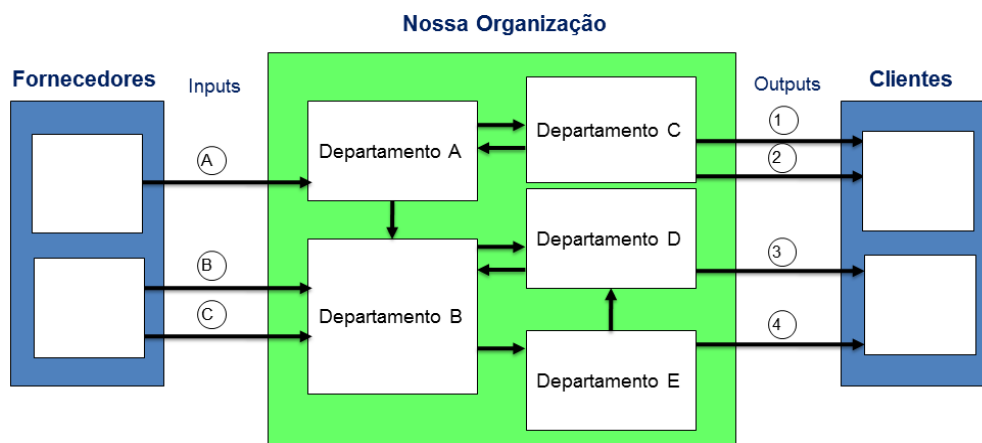 Nossa Organização
Fornecedores
Inputs
Outputs
Clientes
A
B
C
Departamento A
Departamento B
Departamento C
Departamento D
Departamento E
1
2
3
4